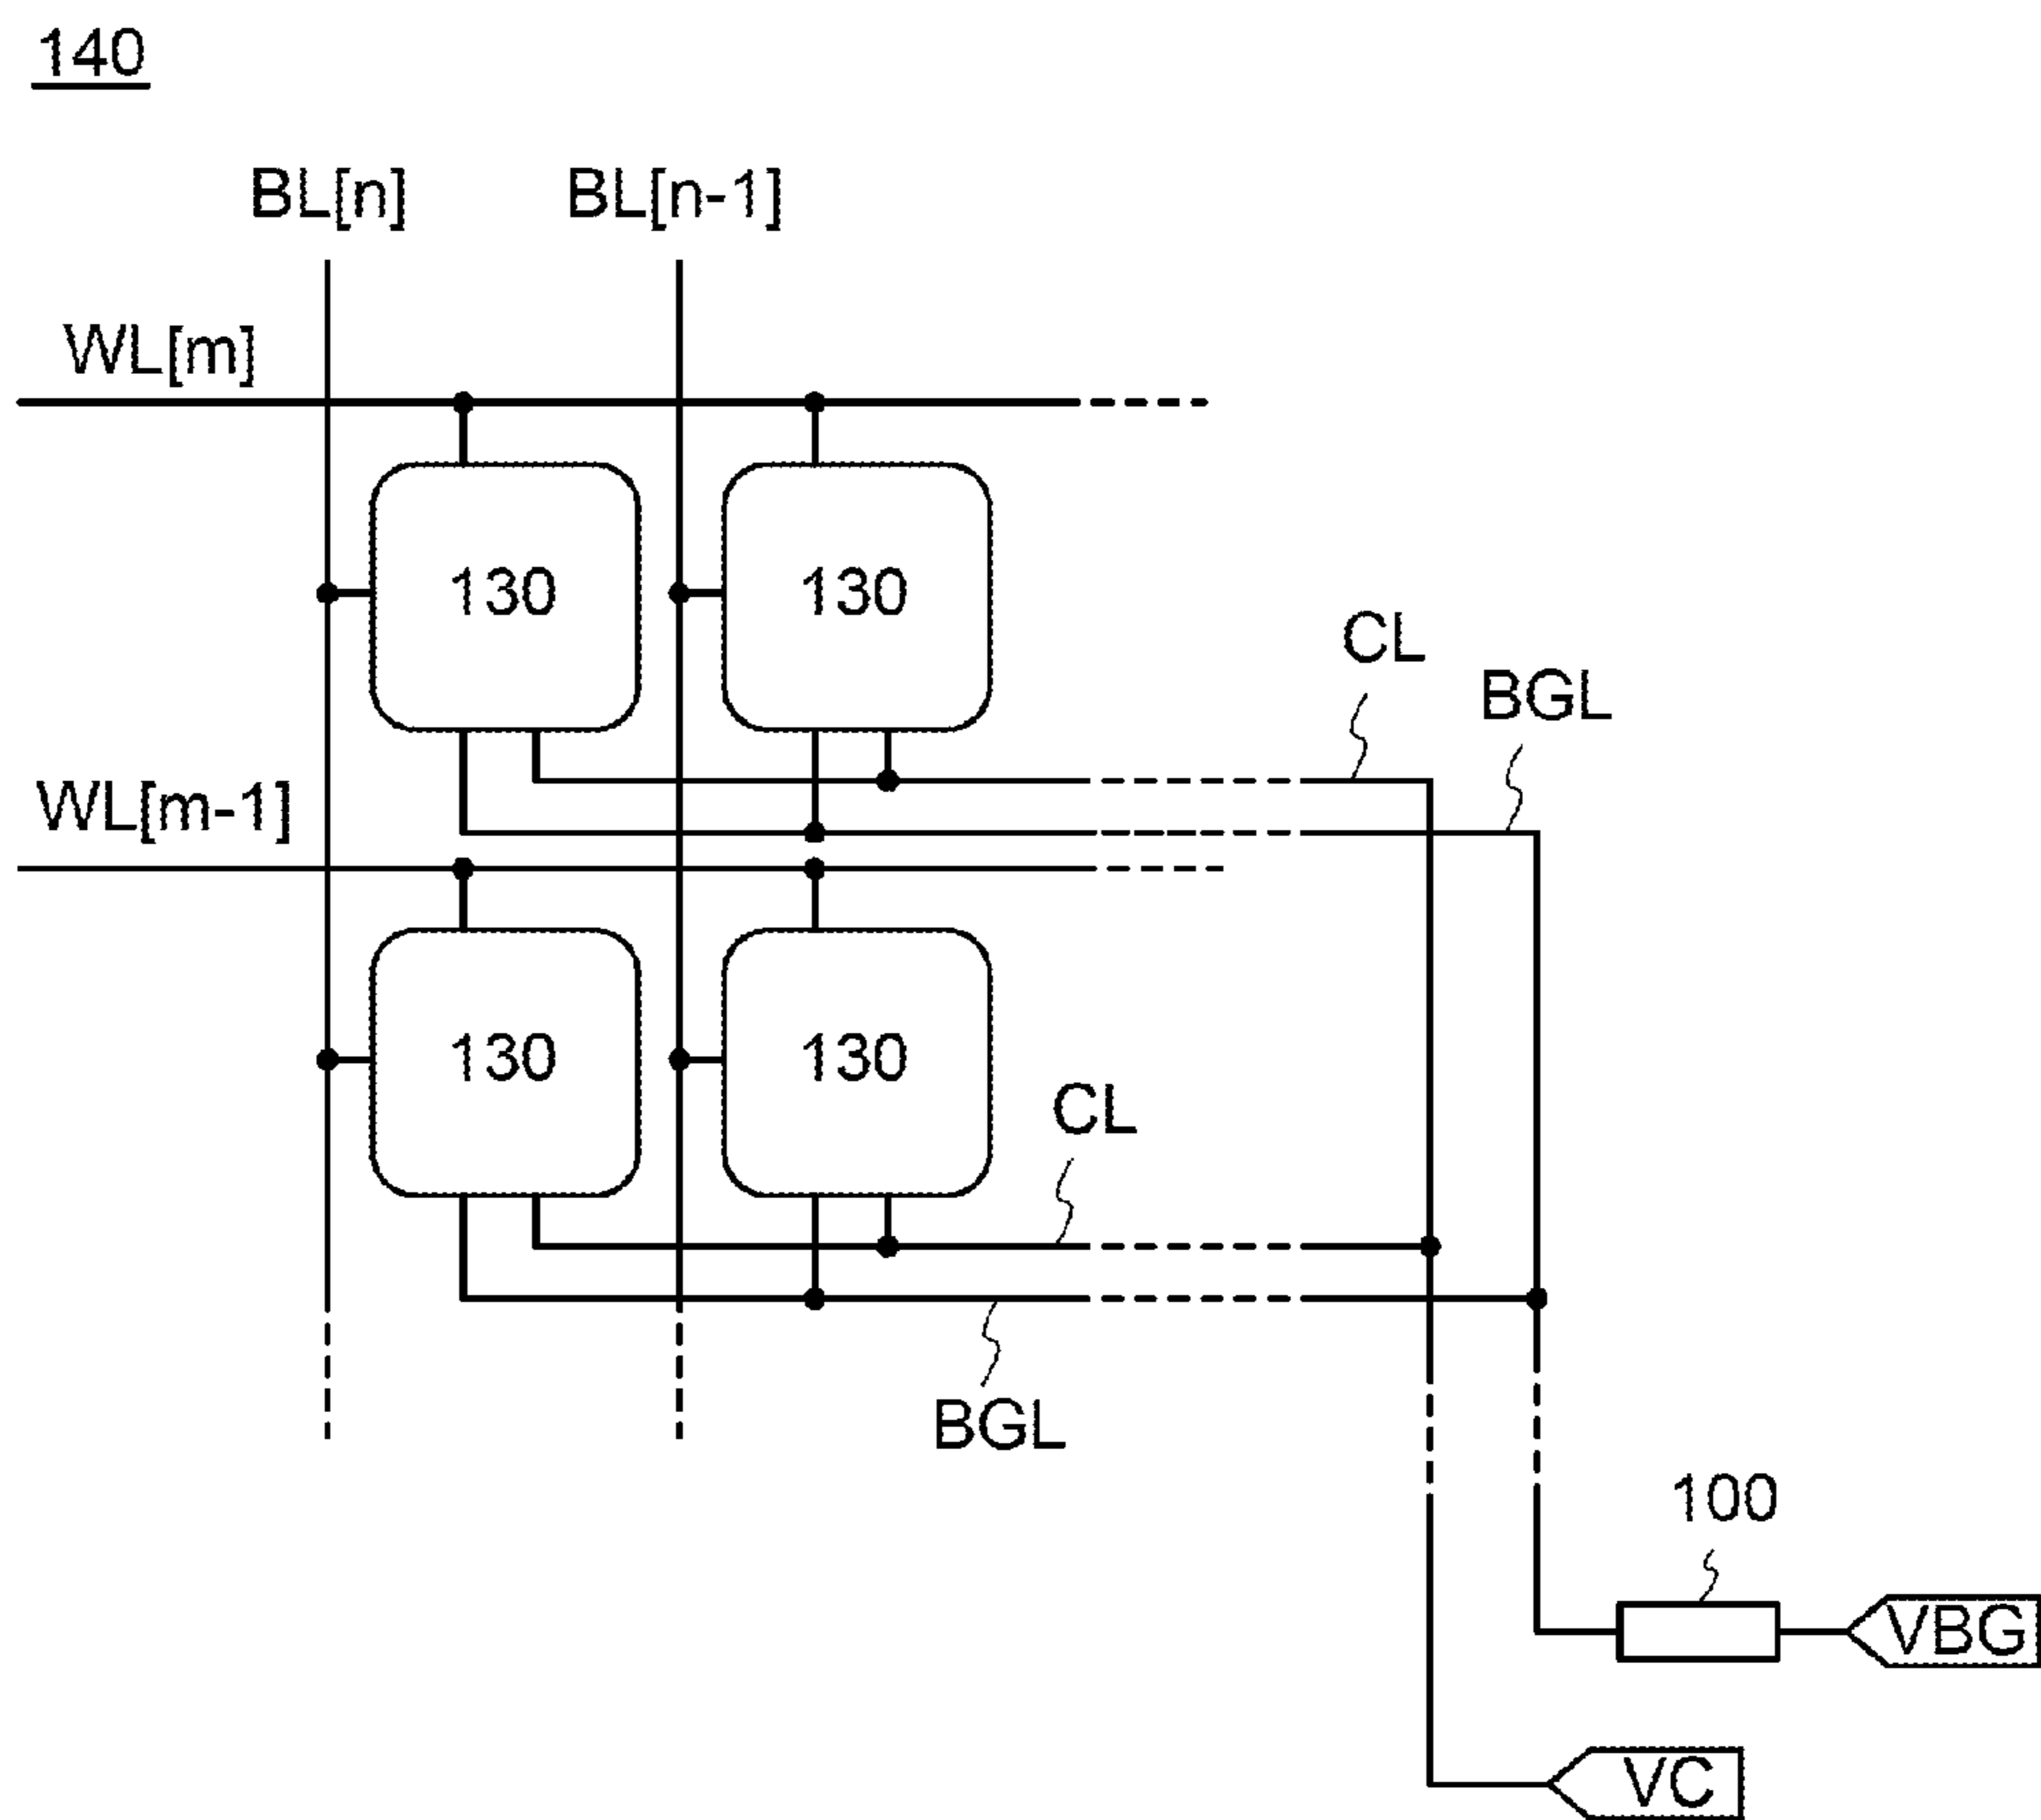 140
BL[n] BL[n-1]
WL[m]
130 130
CL
BGL
WL[m-1]
130 130
CL
BGL
100
VBG
VC